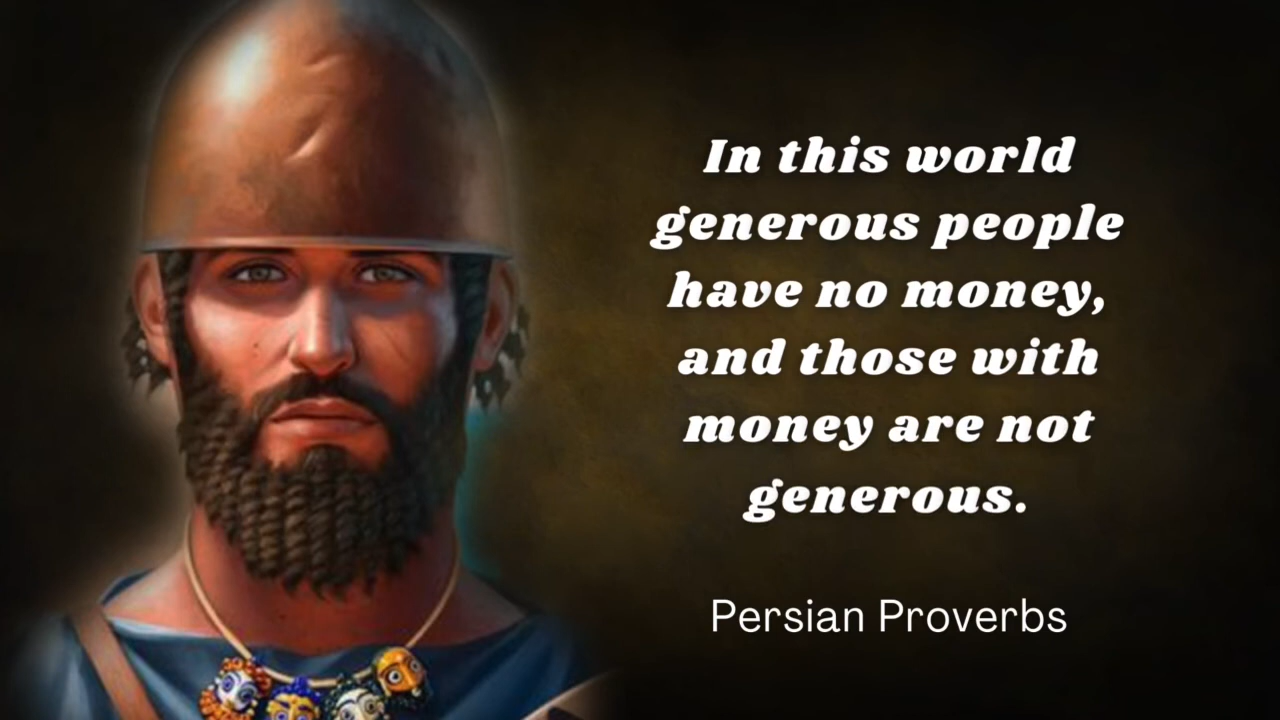 In this world
generous people
have no money,
and those with
money are not
generous.
Persian Proverbs